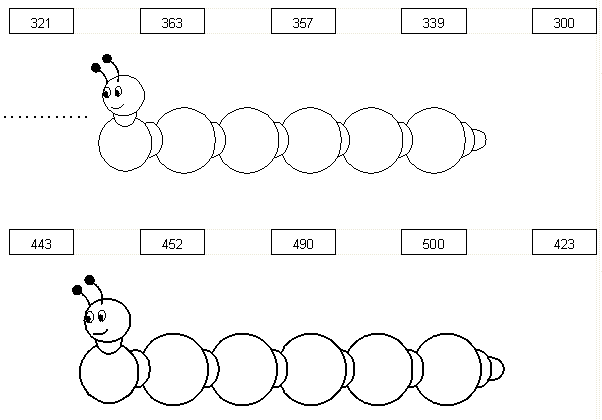 321 363 357 339 300
....................
443 452 490 500 423